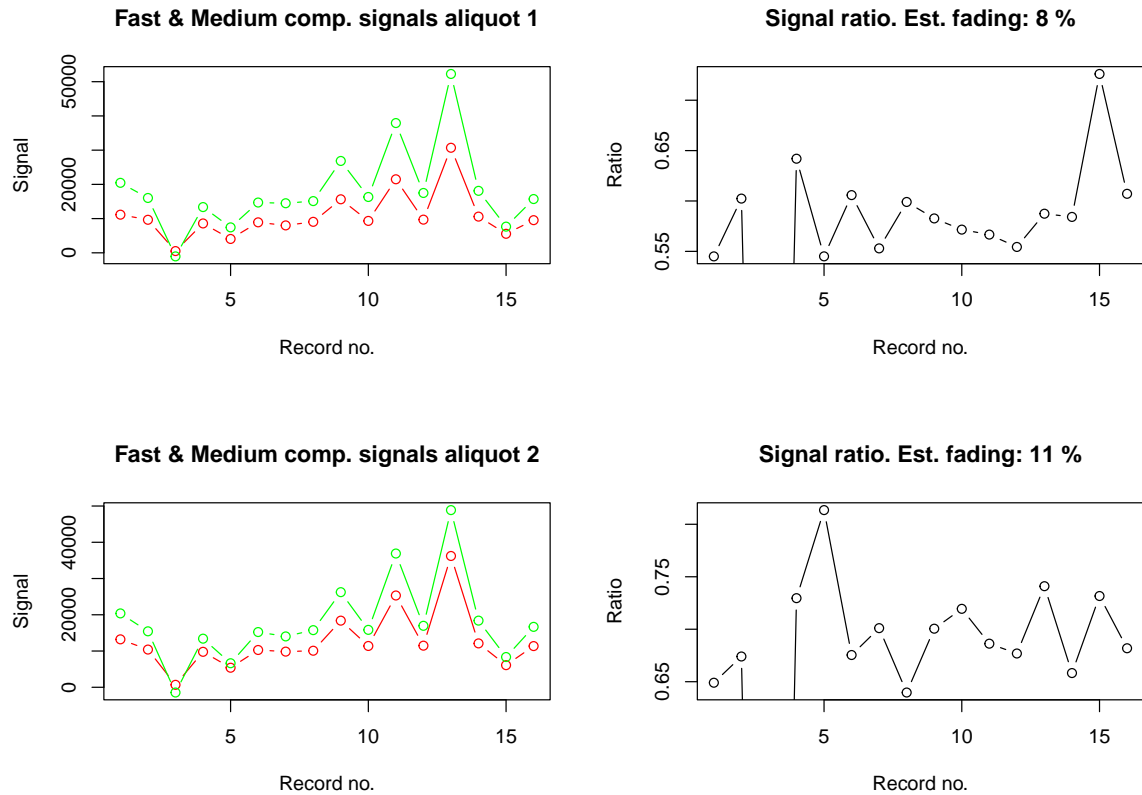 Fast & Medium comp. signals aliquot 1
Signal
50000
20000
0
5
10
15
Record no.
Signal ratio. Est. fading: 8 %
Ratio
0.65
0.55
5
10
15
Record no.
Fast & Medium comp. signals aliquot 2
Signal
40000
20000
0
5
10
15
Record no.
Signal ratio. Est. fading: 11 %
Ratio
0.75
0.65
5
10
15
Record no.